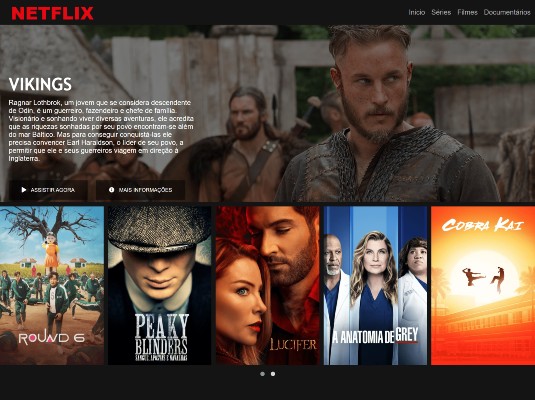 NETFLIX
Início Séries Filmes Documentários
VIKINGS
Ragnar Lothbrok, um jovem que se considera descendente
de Odin, é um guerreiro, fazendeiro e chefe de família.
Visionário e sonhando viver diversas aventuras, ele acredita
que as riquezas sonhadas por seu povo encontram-se além
do mar Báltico. Mas para conseguir conquistá-las ele
precisa convencer Earl Haraldson, o líder de seu povo, a
permitir que ele e seus guerreiros viagem em direção à
Inglaterra.
ASSISTIR AGORA
MAIS INFORMAÇÕES
ROUND 6
PEAKY
BLINDERS
SANGUE, APOSTAS E NAVALHAS
LUCIFER
A ANATOMIA DE GREY
COBRA KAI